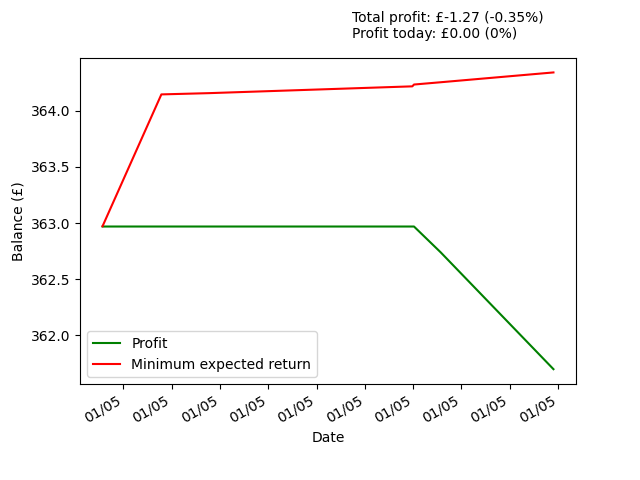 Total profit: £-1.27 (-0.35%)
Profit today: £0.00 (0%)
364.0
363.5
363.0
362.5
362.0
Balance (£)
Profit
Minimum expected return
01/05 01/05 01/05 01/05 01/05 01/05 01/05 01/05 01/05 01/05
Date